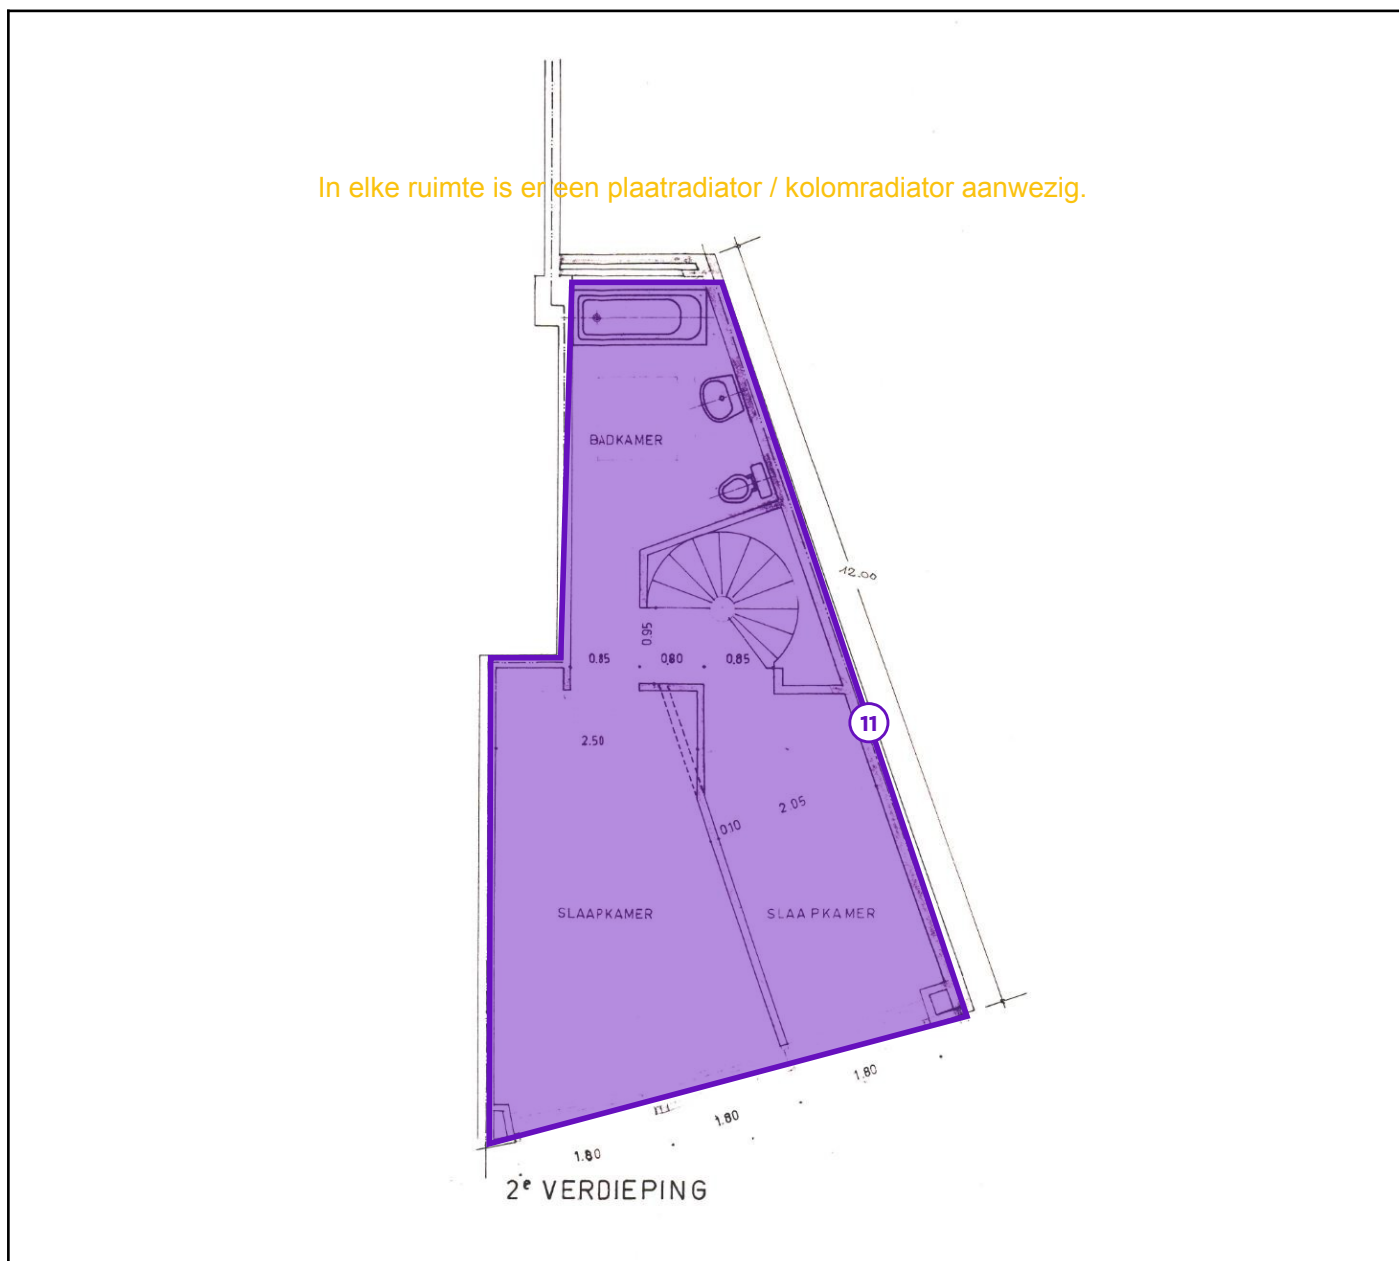 In elke ruimte is er een plaatradiator / kolomradiator aanwezig.
BADKAMER
12.00
0.95
0.85 0.80 0.85
11
2.50
2.05
0.10
SLAAPKAMER SLAAPKAMER
1.80
1.80
1.80
2e VERDIEPING